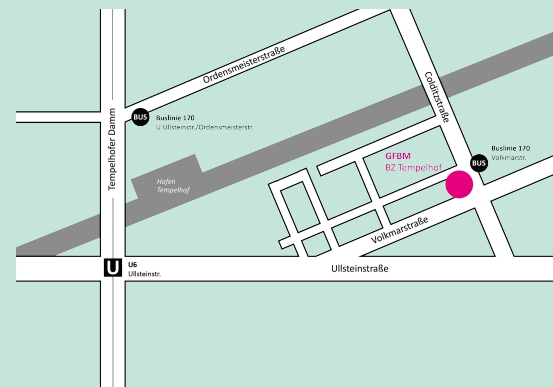 Ordensmeisterstraße
Colditzstraße
Tempelhofer Damm
BUS
Buslinie 170
U Ullsteinstr./Ordensmeisterstr.
BUS
Buslinie 170
Volkmarstr.
GFBM
BZ Tempelhof
Hafen
Tempelhof
Volkmarstraße
U
U6
Ullsteinstr.
Ullsteinstraße